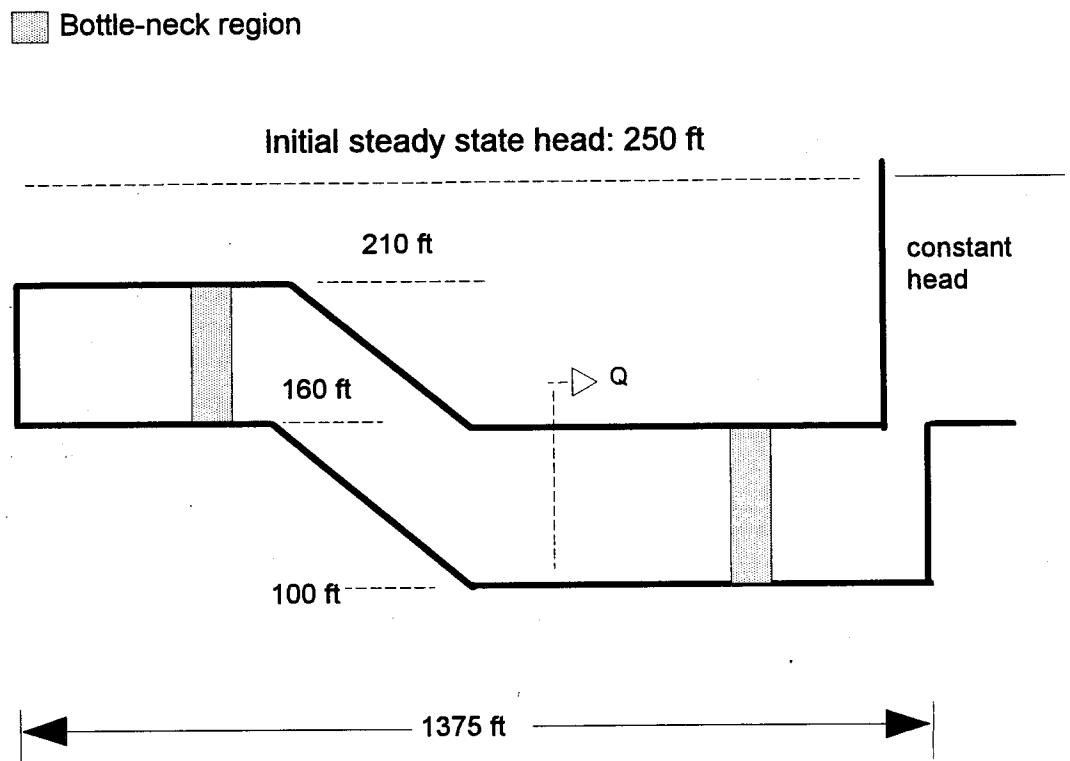 Bottle-neck region
Initial steady state head: 250 ft
210 ft
constant
head
160 ft
Q
100 ft
1375 ft